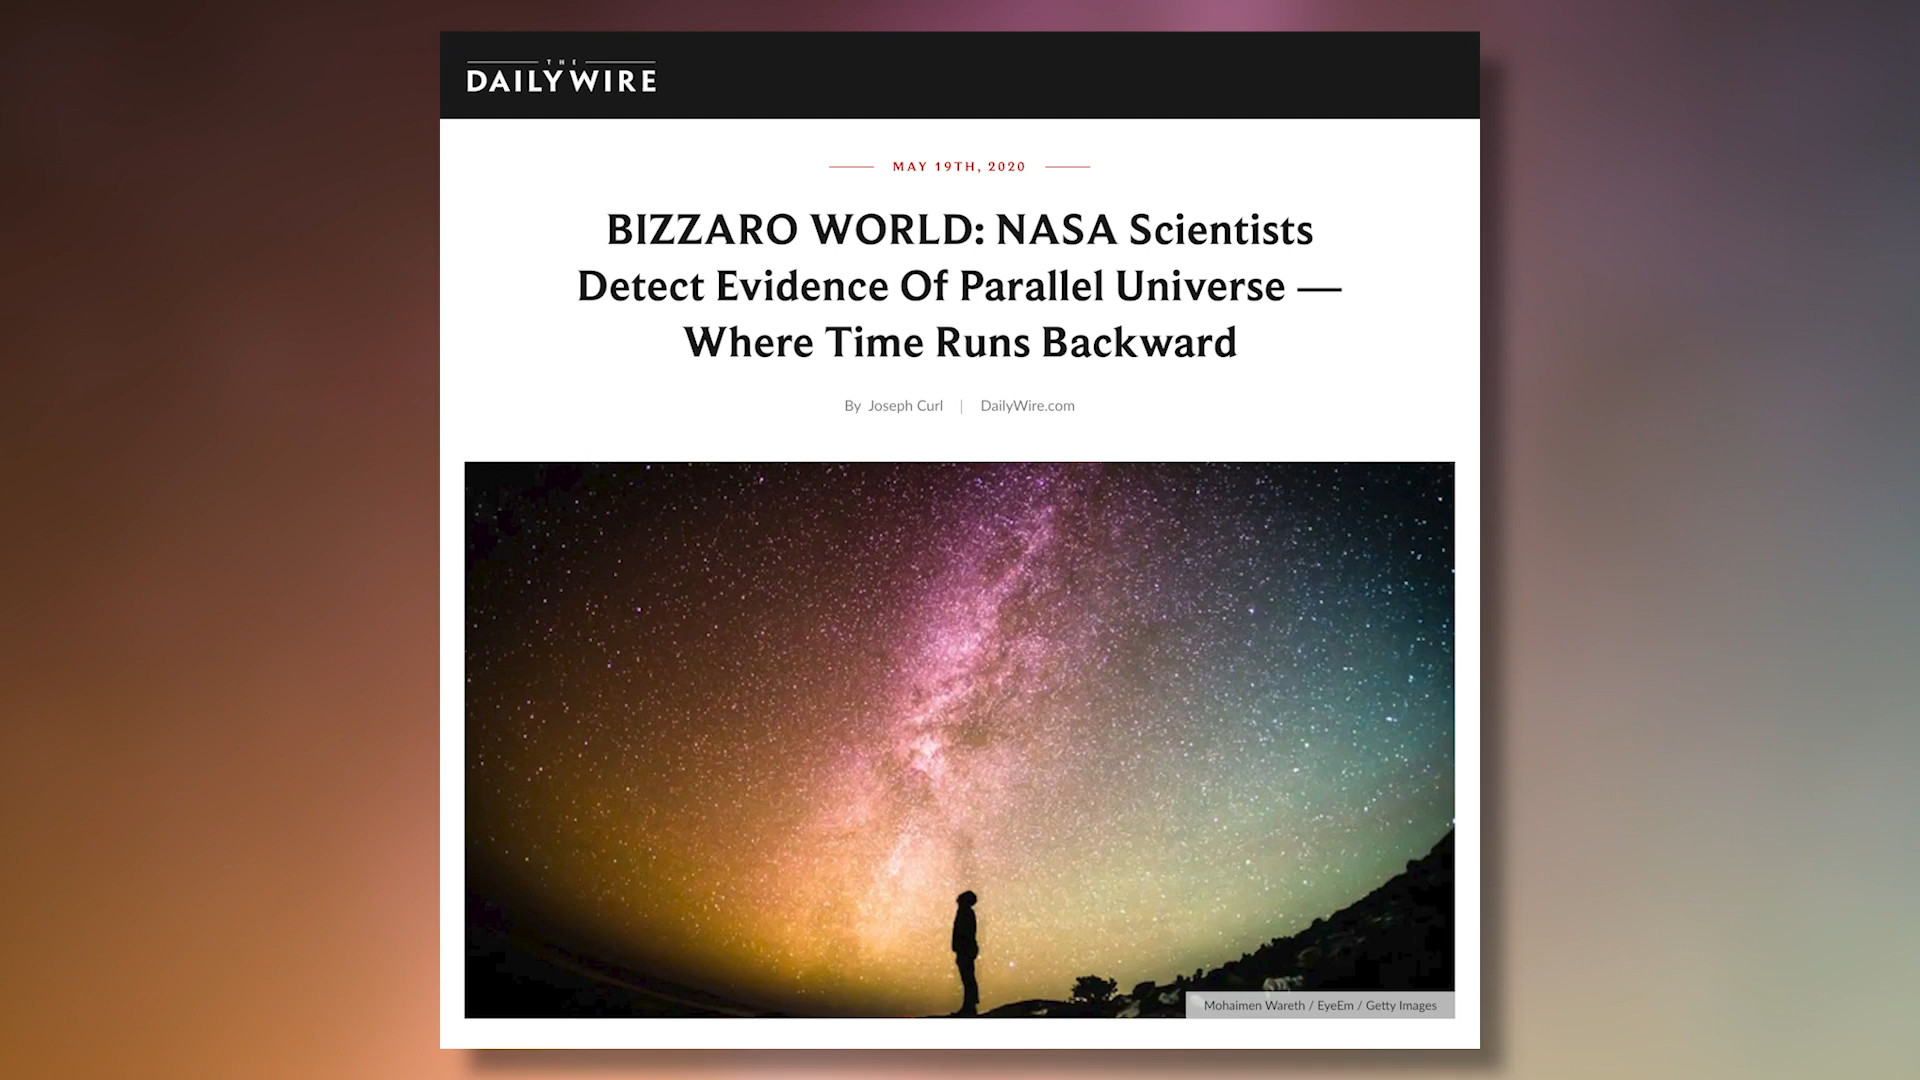 THE
DAILY WIRE
MAY 19TH, 2020
BIZZARO WORLD: NASA Scientists
Detect Evidence Of Parallel Universe —
Where Time Runs Backward
By Joseph Curl | DailyWire.com
Mohaimen Wareth / EyeEm / Getty Images